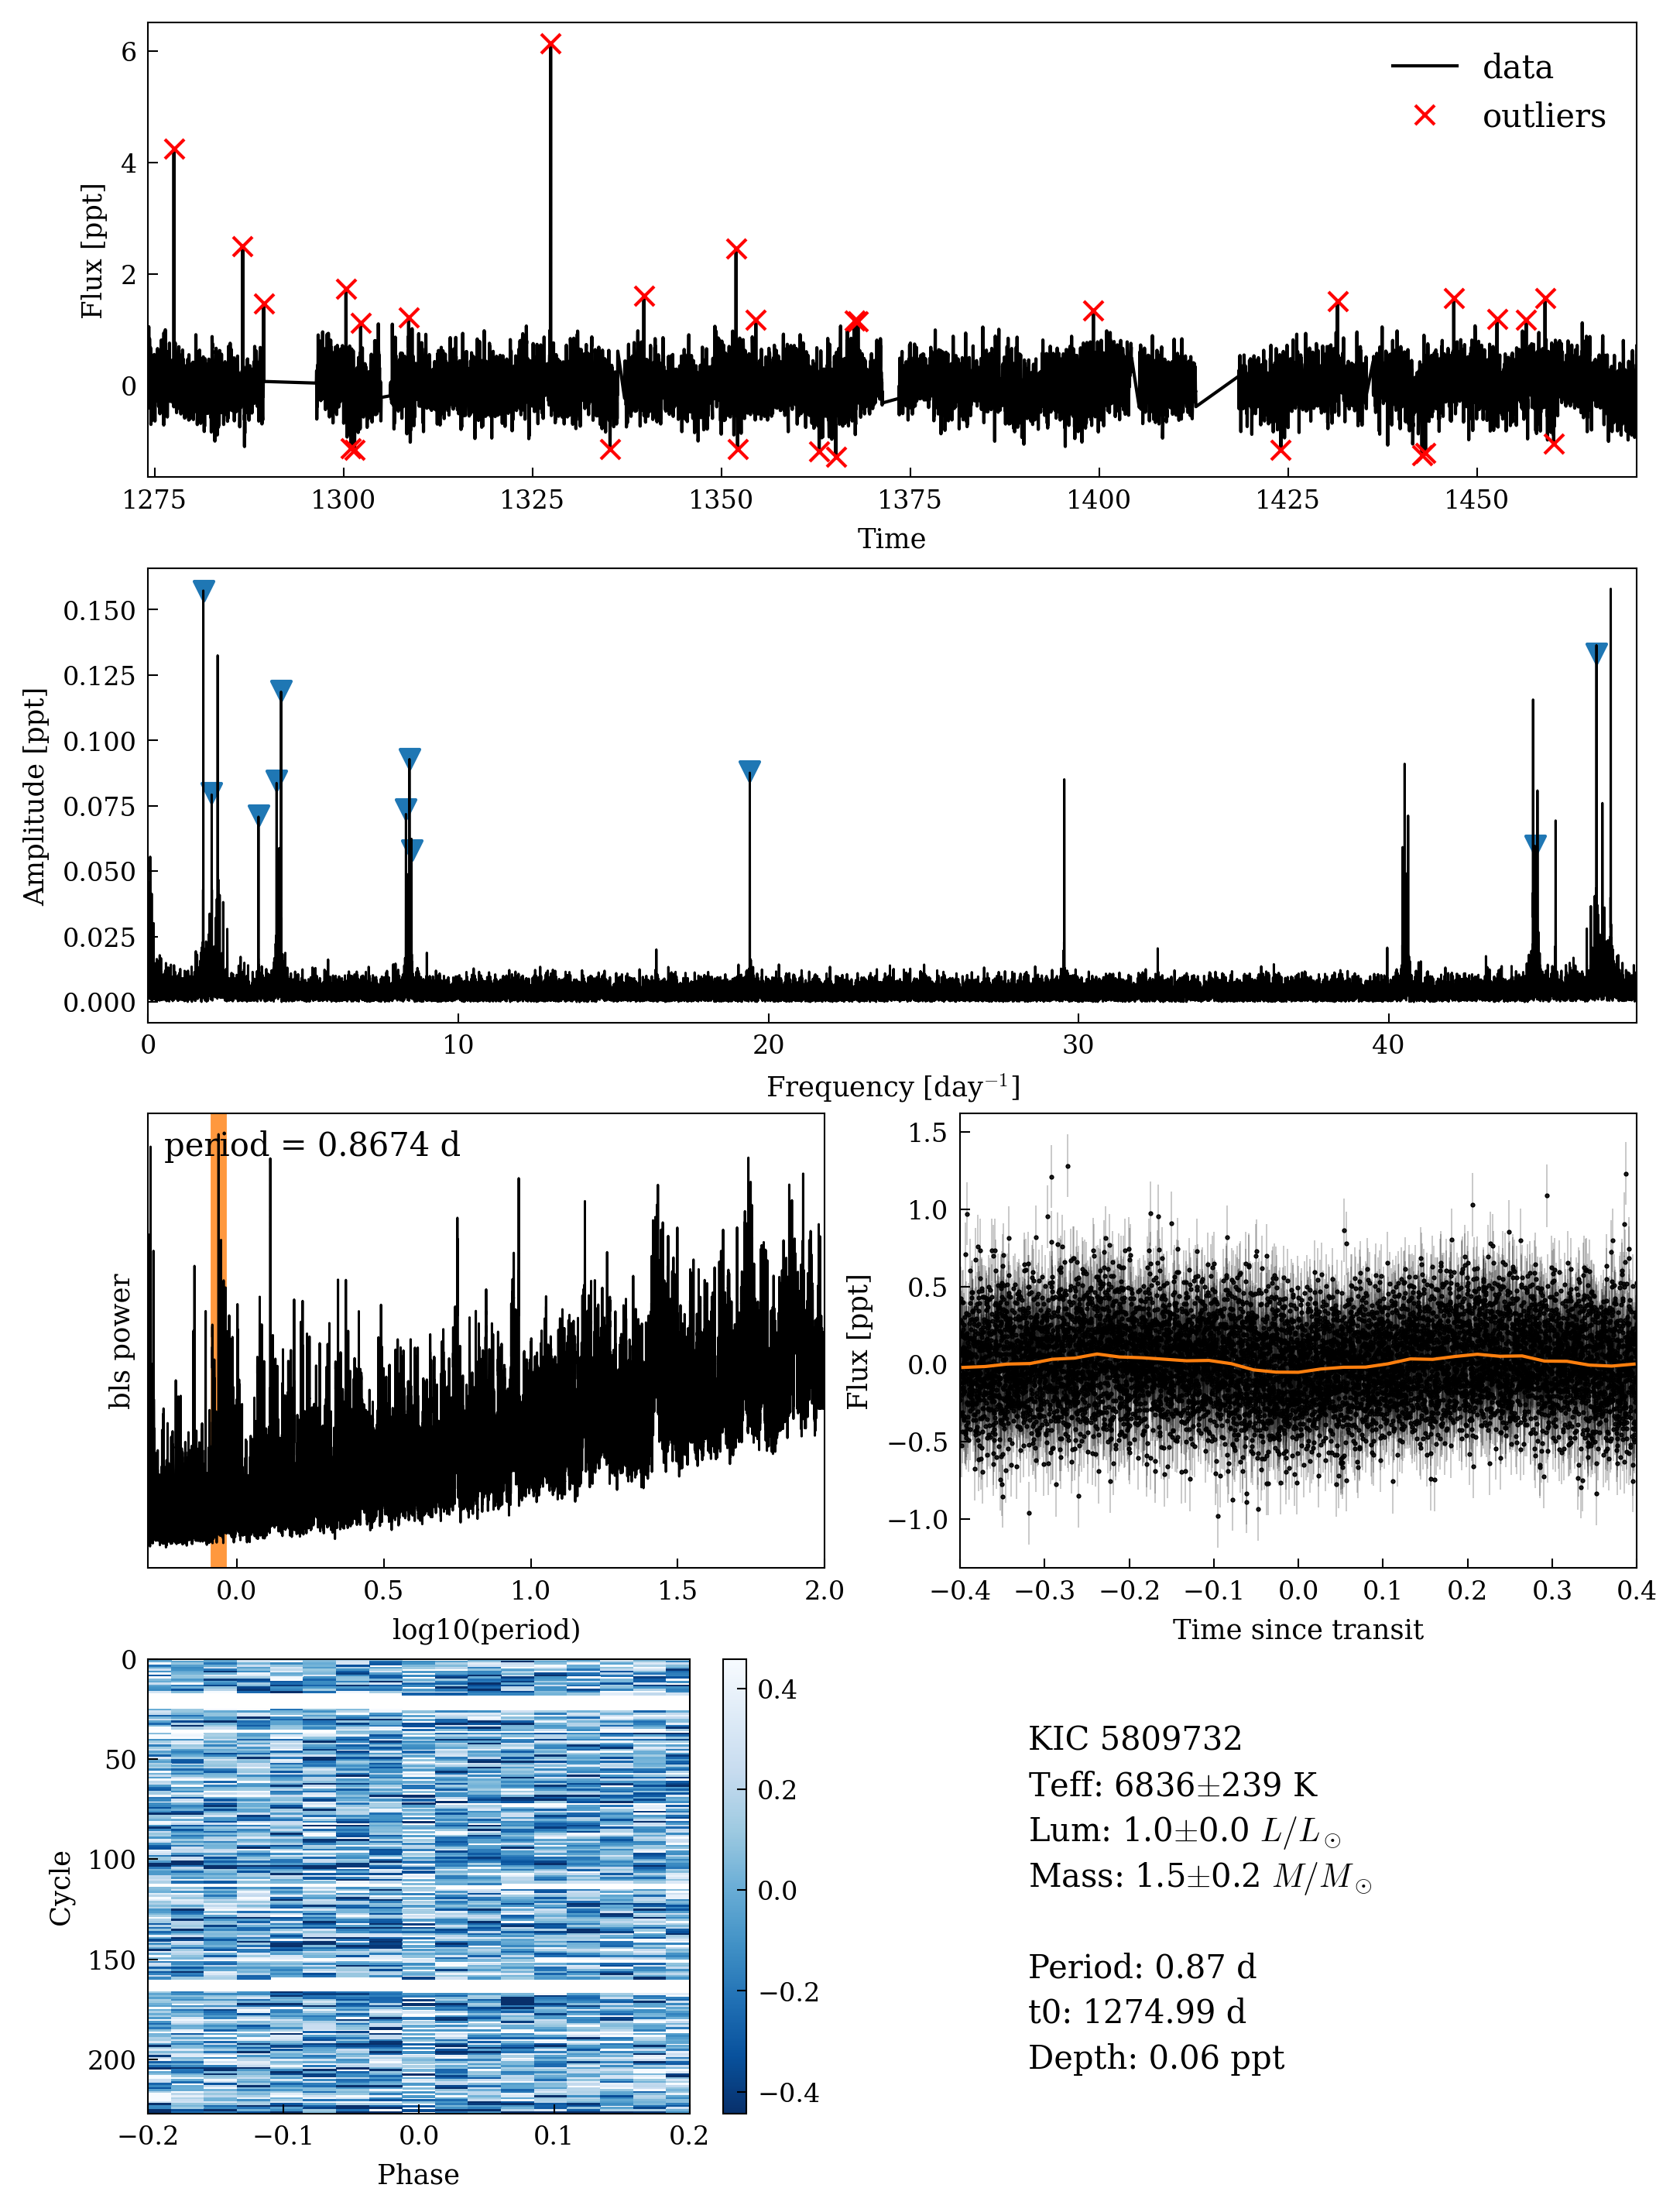 data
outliers
6
4
2
0
Flux [ppt]
1275 1300 1325 1350 1375 1400 1425 1450
Time
0.150
0.125
0.100
0.075
0.050
0.025
0.000
Amplitude [ppt]
0 10 20 30 40
Frequency [day⁻¹]
period = 0.8674 d
bls power
0.0 0.5 1.0 1.5 2.0
log10(period)
1.5
1.0
0.5
0.0
−0.5
−1.0
Flux [ppt]
−0.4 −0.3 −0.2 −0.1 0.0 0.1 0.2 0.3 0.4
Time since transit
0
50
100
150
200
Cycle
−0.2 −0.1 0.0 0.1 0.2
Phase
0.4
0.2
0.0
−0.2
−0.4
KIC 5809732
Teff: 6836±239 K
Lum: 1.0±0.0 L/L⊙
Mass: 1.5±0.2 M/M⊙
Period: 0.87 d
t0: 1274.99 d
Depth: 0.06 ppt